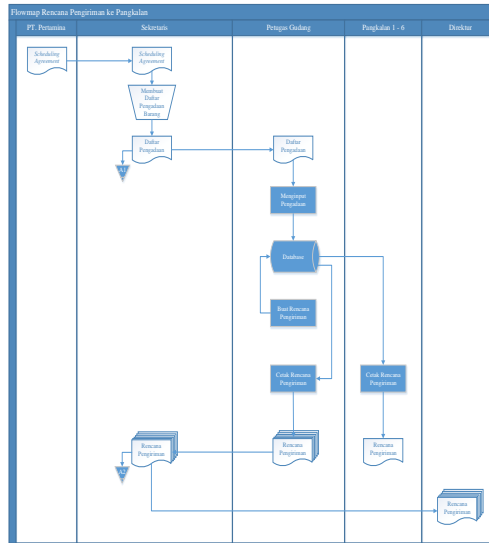 Flowmap Rencana Pengiriman ke Pangkalan
PT. Pertamina
Sekretaris
Petugas Gudang
Pangkalan 1 - 6
Direktur
Scheduling
Agreement
Scheduling
Agreement
Membuat
Daftar
Pengadaan
Barang
Daftar
Pengadaan
Daftar
Pengadaan
Menginput
Pengadaan
Database
Buat Rencana
Pengiriman
Cetak Rencana
Pengiriman
Cetak Rencana
Pengiriman
Rencana
Pengiriman
Rencana
Pengiriman
Rencana
Pengiriman
Rencana
Pengiriman